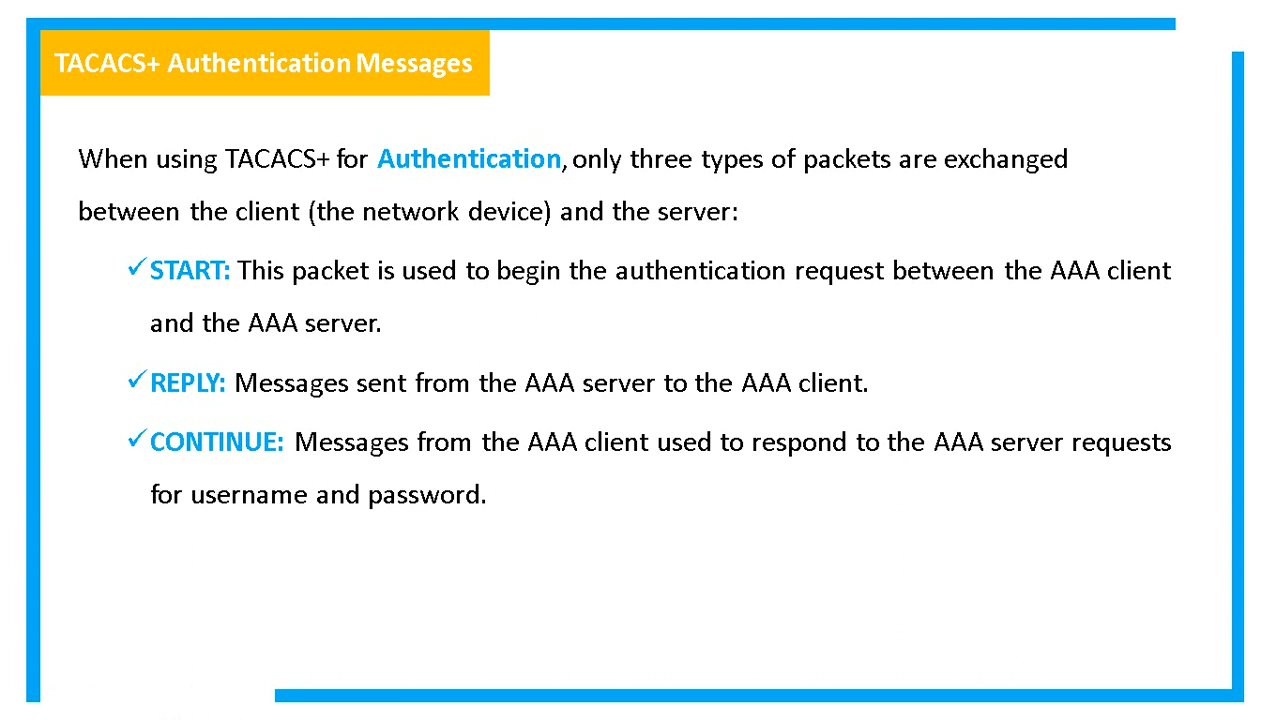 TACACS+ Authentication Messages
When using TACACS+ for Authentication, only three types of packets are exchanged
between the client (the network device) and the server:
✓START: This packet is used to begin the authentication request between the AAA client
and the AAA server.
✓REPLY: Messages sent from the AAA server to the AAA client.
✓CONTINUE: Messages from the AAA client used to respond to the AAA server requests
for username and password.